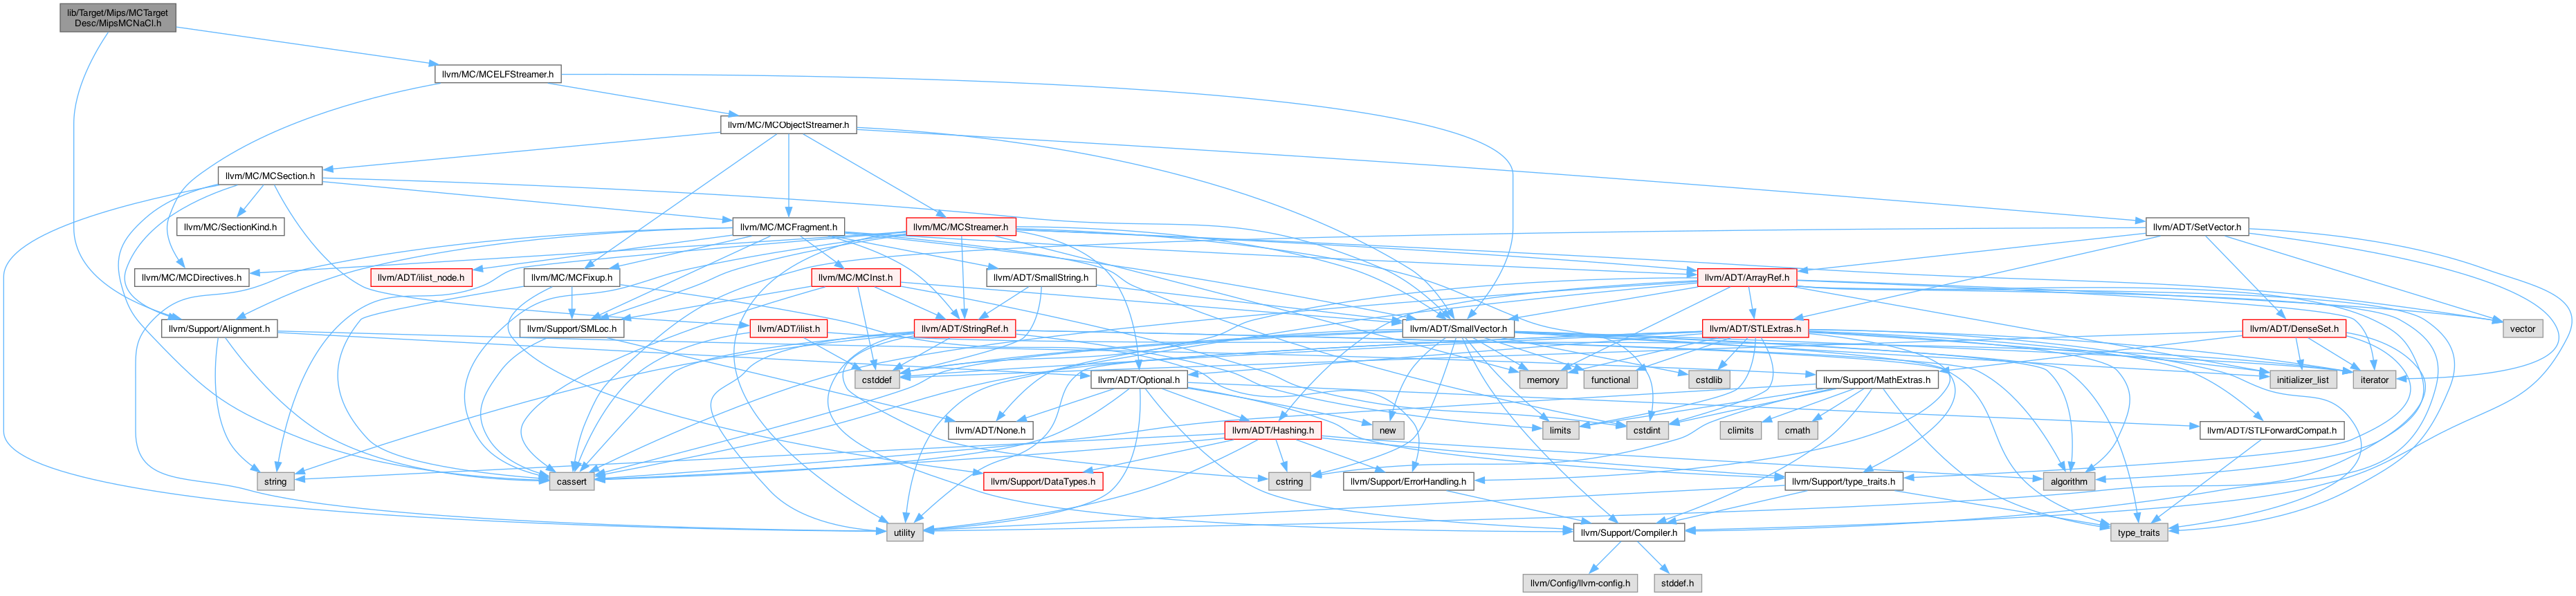 lib/Target/Mips/MCTarget
Desc/MipsMCNaCl.h
llvm/MC/MCELFStreamer.h
llvm/MC/MCObjectStreamer.h
llvm/MC/MCSection.h
llvm/MC/SectionKind.h
llvm/MC/MCFragment.h
llvm/MC/MCStreamer.h
llvm/ADT/SetVector.h
llvm/MC/MCDirectives.h
llvm/ADT/ilist_node.h
llvm/MC/MCFixup.h
llvm/MC/MCInst.h
llvm/ADT/SmallString.h
llvm/ADT/ArrayRef.h
llvm/Support/Alignment.h
llvm/Support/SMLoc.h
llvm/ADT/ilist.h
llvm/ADT/StringRef.h
llvm/ADT/SmallVector.h
llvm/ADT/STLExtras.h
llvm/ADT/DenseSet.h
vector
cstddef
llvm/ADT/Optional.h
memory
functional
cstdlib
llvm/Support/MathExtras.h
initializer_list
iterator
llvm/ADT/None.h
llvm/ADT/Hashing.h
new
limits
cstdint
climits
cmath
llvm/ADT/STLForwardCompat.h
string
cassert
llvm/Support/DataTypes.h
cstring
llvm/Support/ErrorHandling.h
llvm/Support/type_traits.h
algorithm
utility
llvm/Support/Compiler.h
type_traits
llvm/Config/llvm-config.h
stddef.h